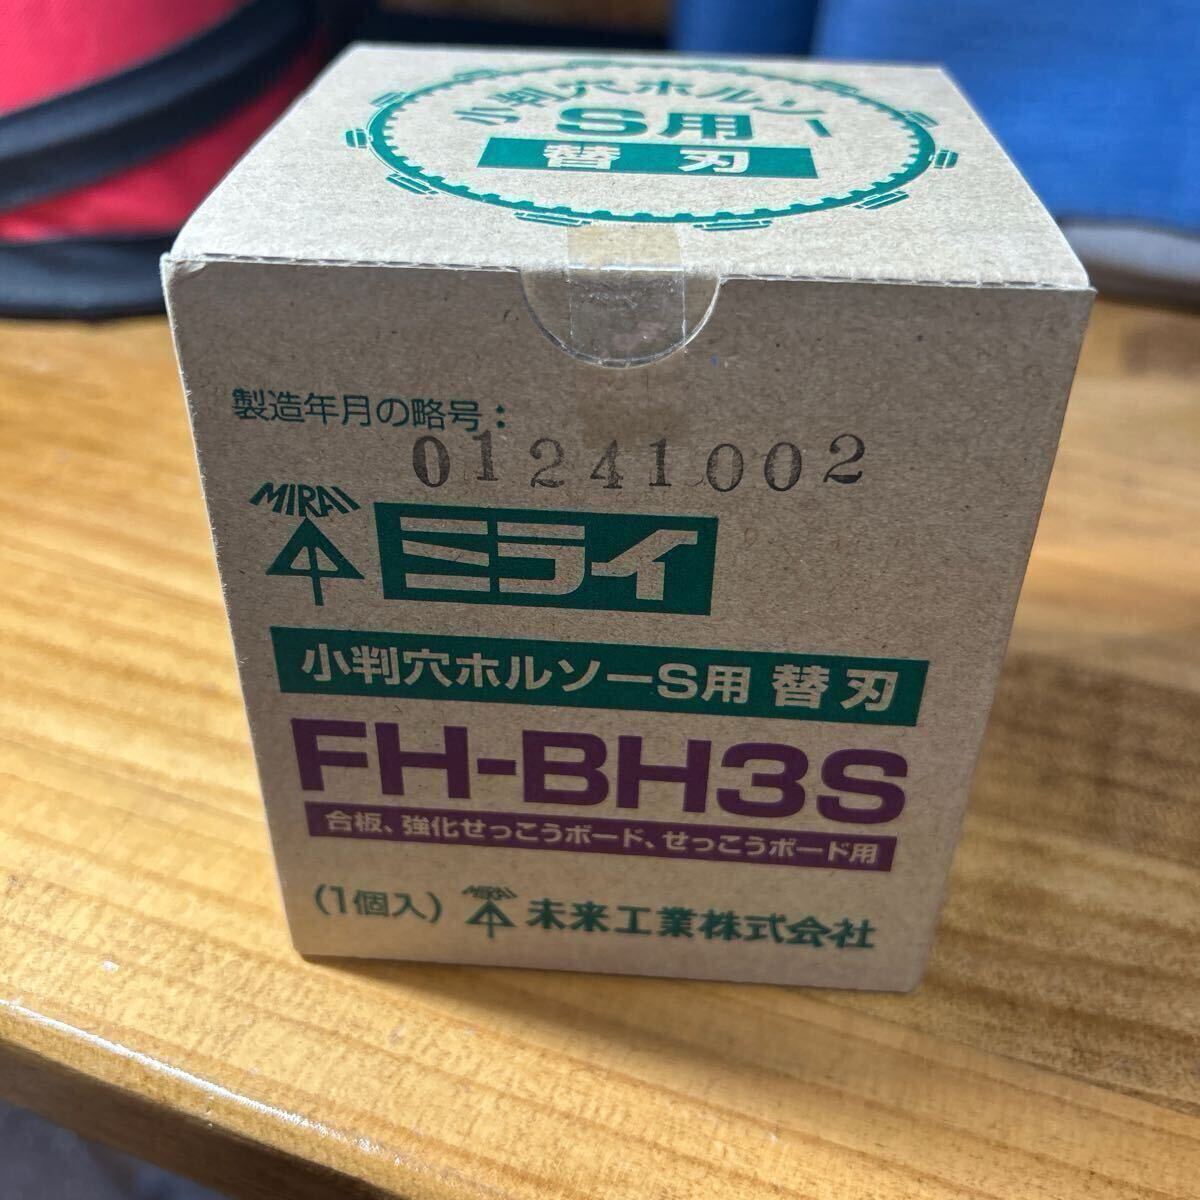 小判穴ホルソー
S用
替刃
製造年月の略号：
01241002
MIRAI
ミライ
小判穴ホルソーS用 替刃
FH-BH3S
合板、強化せっこうボード、せっこうボード用
（1個入）MIRAI 未来工業株式会社